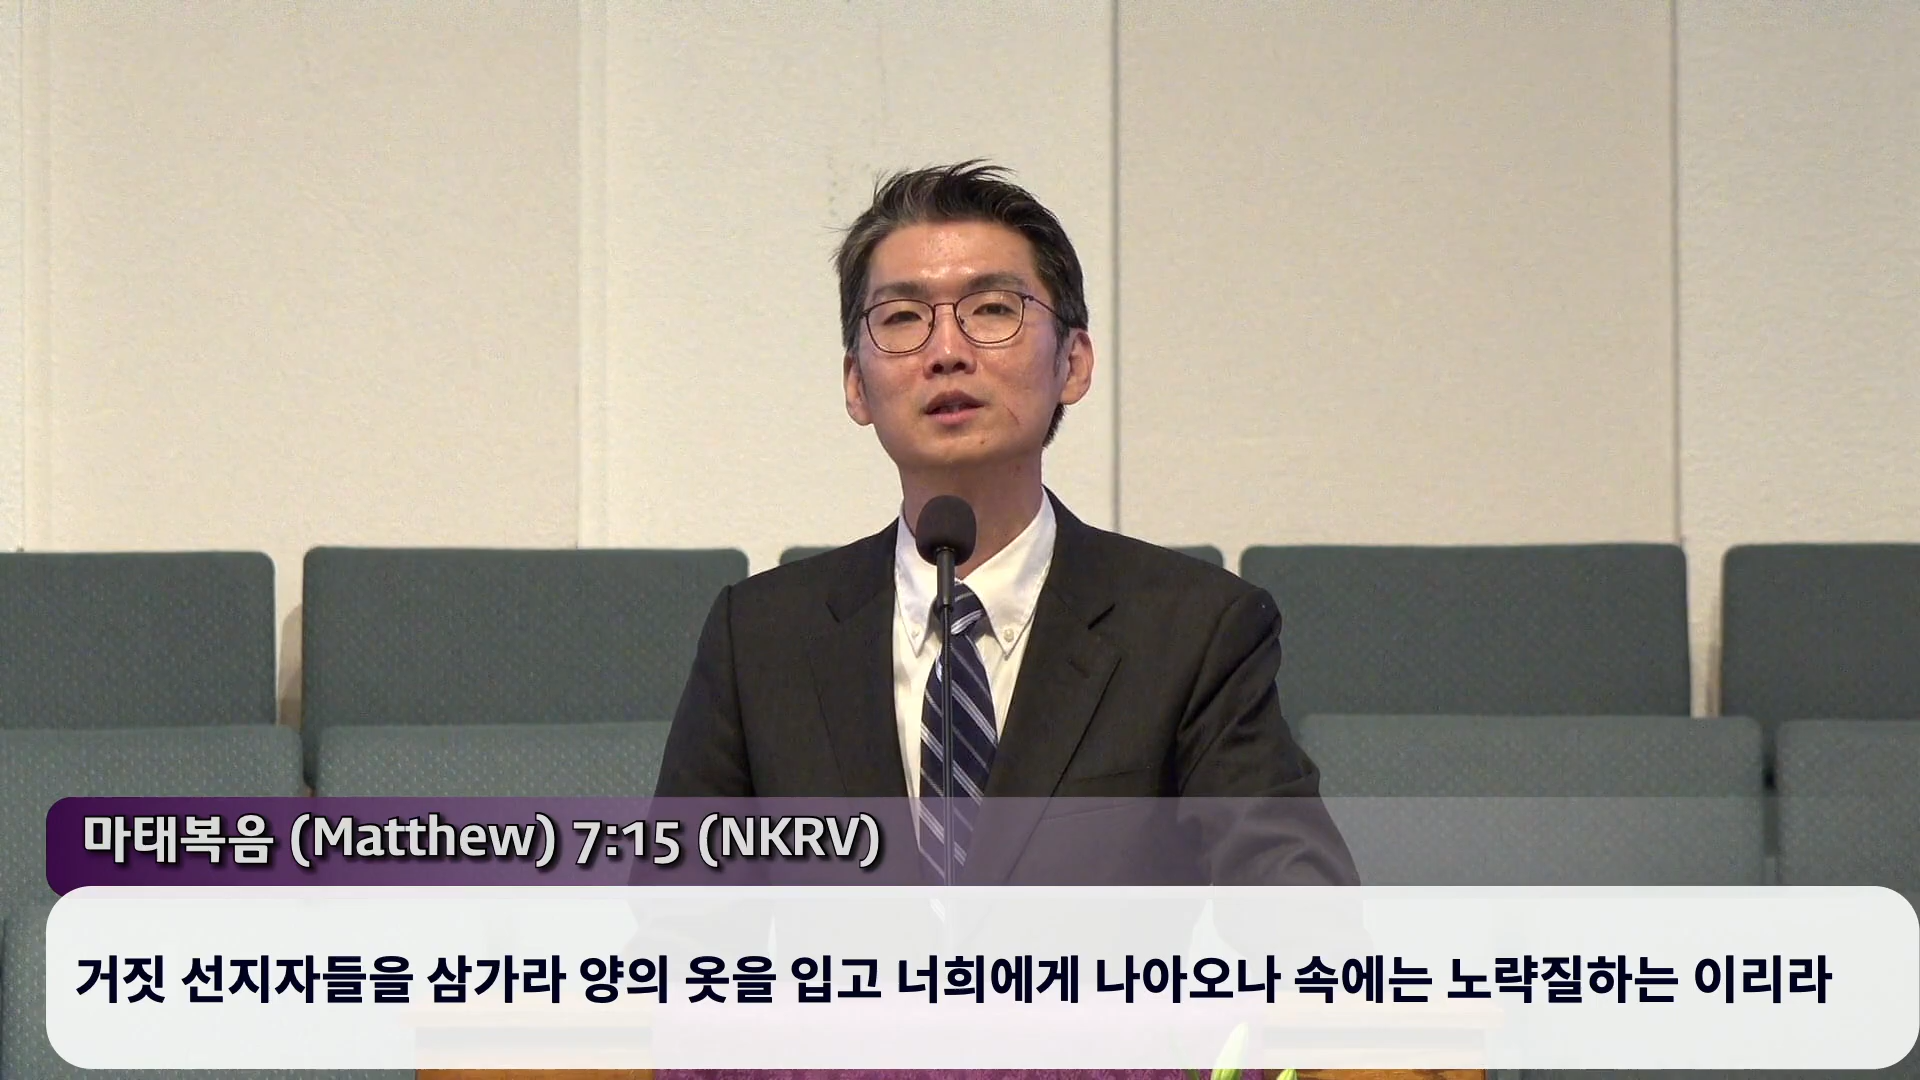 마태복음 (Matthew) 7:15 (NKRV)
거짓 선지자들을 삼가라 양의 옷을 입고 너희에게 나아오나 속에는 노략질하는 이리라